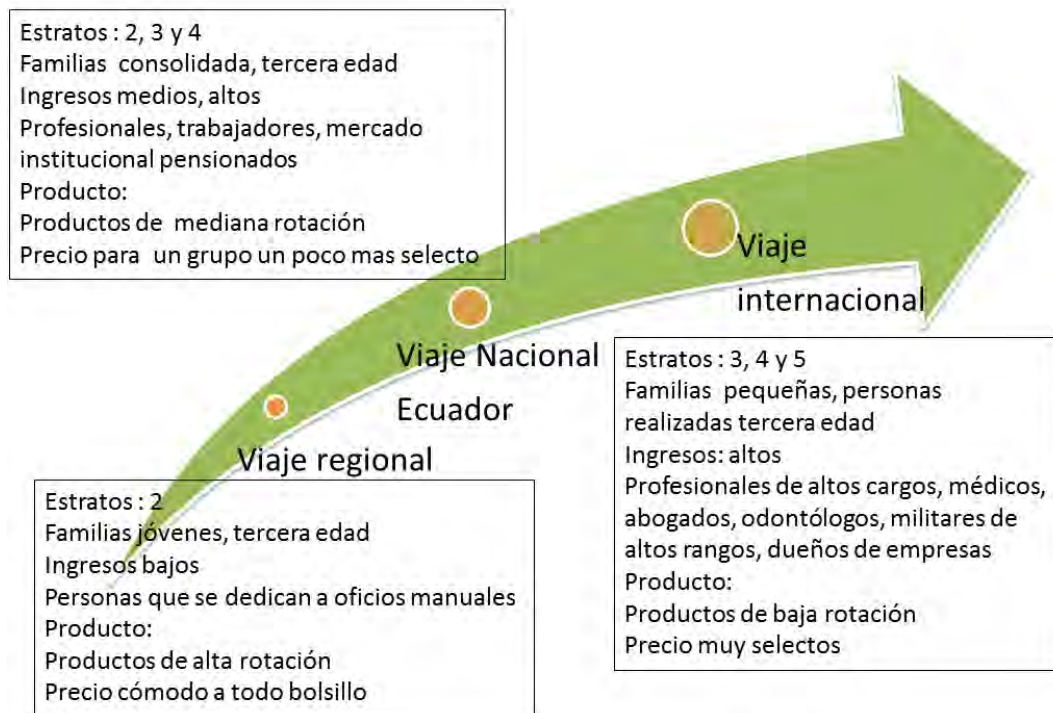 Estratos : 2, 3 y 4
Familias consolidada, tercera edad
Ingresos medios, altos
Profesionales, trabajadores, mercado
institucional pensionados
Producto:
Productos de mediana rotación
Precio para un grupo un poco mas selecto
Viaje
internacional
Viaje Nacional
Ecuador
Viaje regional
Estratos : 3, 4 y 5
Familias pequeñas, personas
realizadas tercera edad
Ingresos: altos
Profesionales de altos cargos, médicos,
abogados, odontólogos, militares de
altos rangos, dueños de empresas
Producto:
Productos de baja rotación
Precio muy selectos
Estratos : 2
Familias jóvenes, tercera edad
Ingresos bajos
Personas que se dedican a oficios manuales
Producto:
Productos de alta rotación
Precio cómodo a todo bolsillo